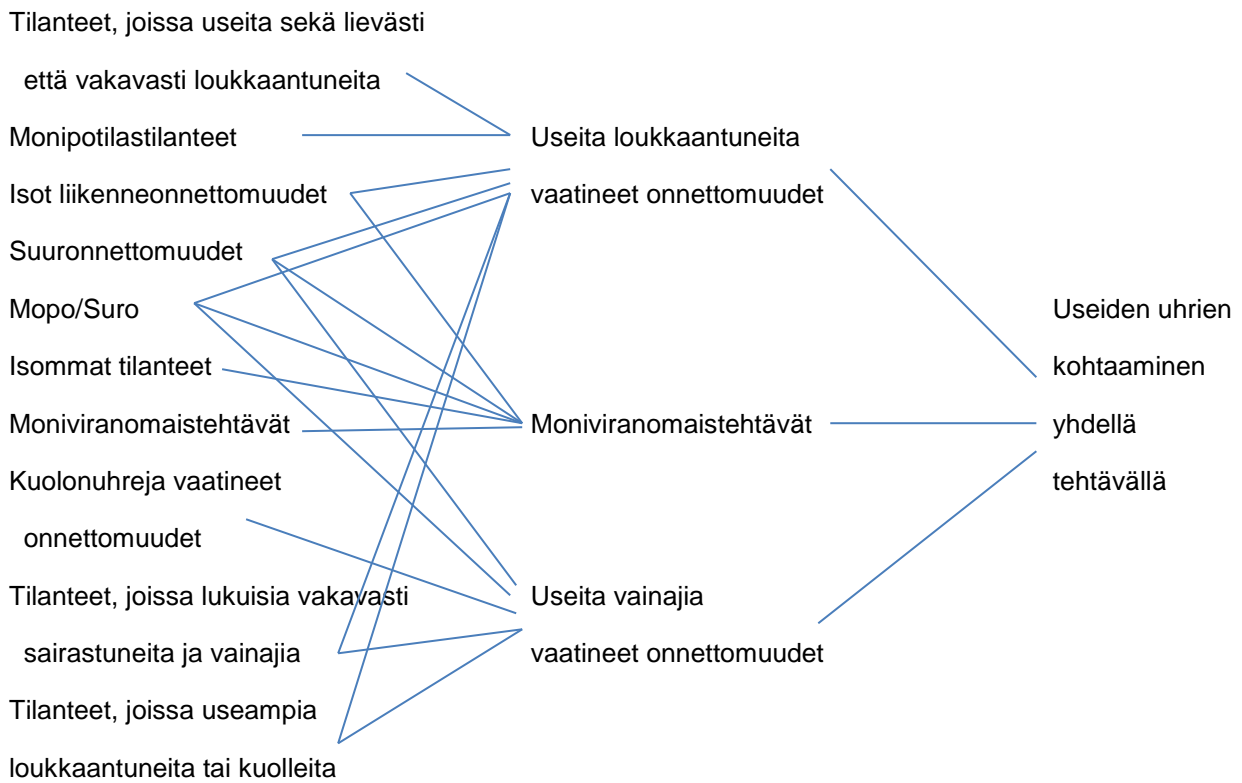 Tilanteet, joissa useita sekä lievästi
että vakavasti loukkaantuneita
Monipotilastilanteet
Isot liikenneonnettomuudet
Suuronnettomuudet
Mopo/Suro
Isommat tilanteet
Moniviranomaistehtävät
Kuolonuhreja vaatineet
onnettomuudet
Tilanteet, joissa lukuisia vakavasti
sairastuneita ja vainajia
Tilanteet, joissa useampia
loukkaantuneita tai kuolleita
Useita loukkaantuneita
vaatineet onnettomuudet
Moniviranomaistehtävät
Useita vainajia
vaatineet onnettomuudet
Useiden uhrien
kohtaaminen
yhdellä
tehtävällä